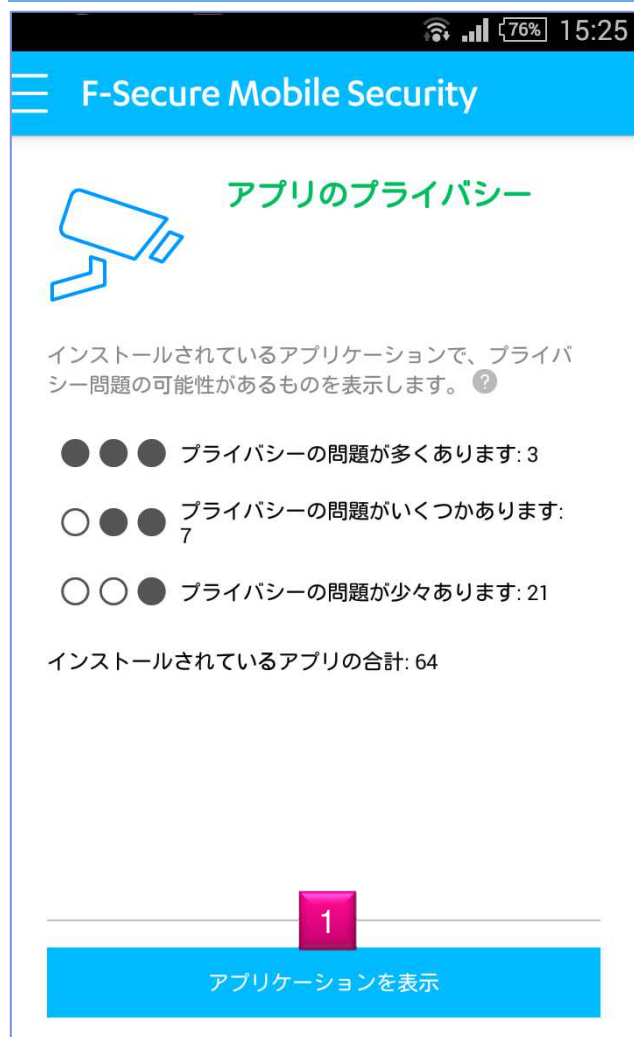 76% 15:25
F-Secure Mobile Security
アプリのプライバシー
インストールされているアプリケーションで、プライバ
シー問題の可能性があるものを表示します。 ?
プライバシーの問題が多くあります: 3
プライバシーの問題がいくつかあります:
7
プライバシーの問題が少々あります: 21
インストールされているアプリの合計: 64
1
アプリケーションを表示